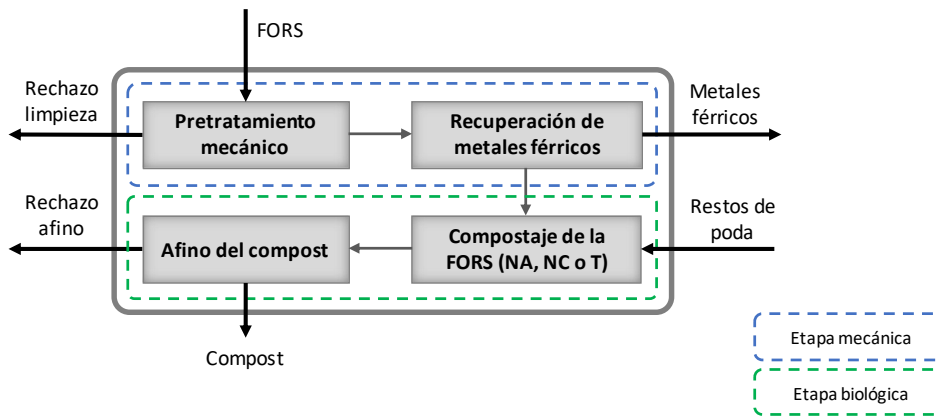 FORS
Rechazo
limpieza
Pretratamiento
mecánico
Recuperación de
metales férricos
Metales
férricos
Rechazo
afino
Afino del compost
Compostaje de la
FORS (NA, NC o T)
Restos de
poda
Compost
Etapa mecánica
Etapa biológica